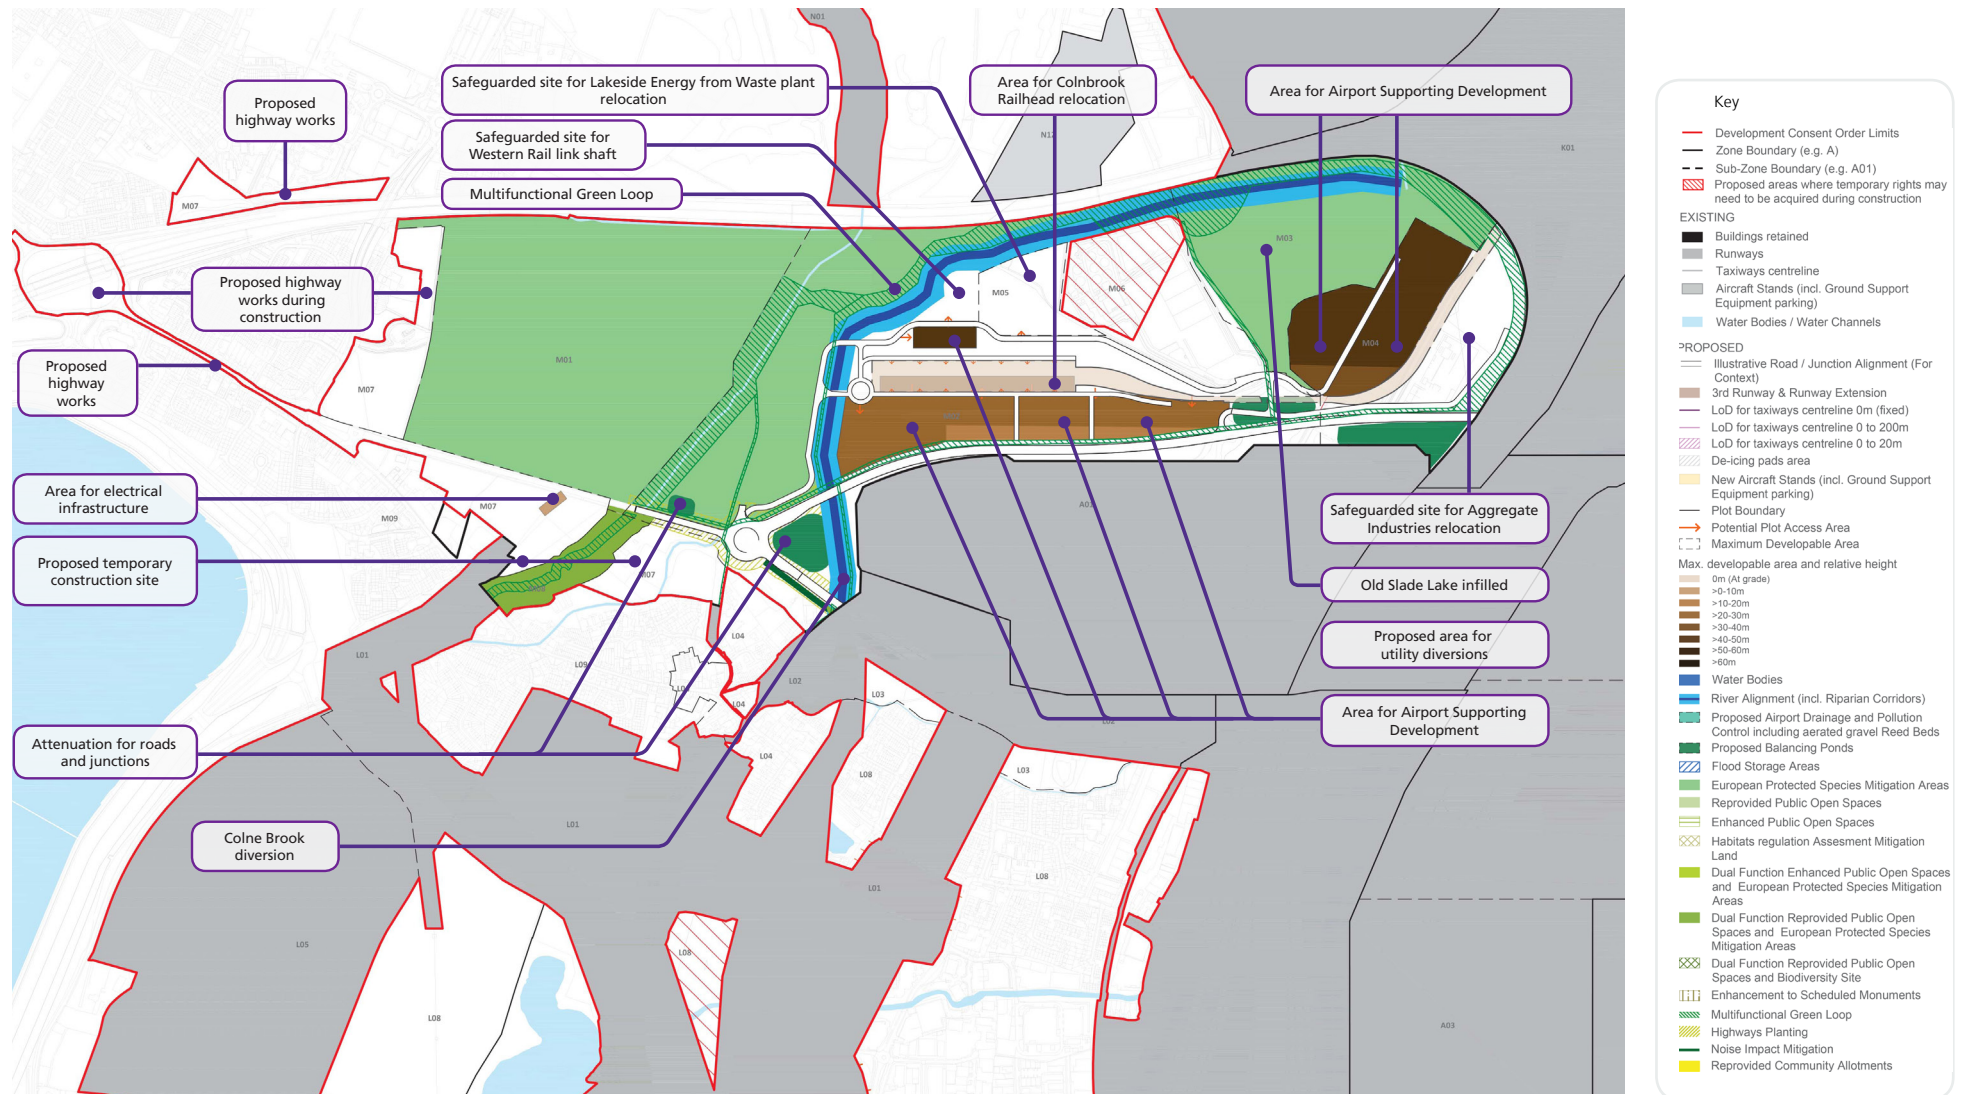 Proposed
highway works
Safeguarded site for Lakeside Energy from Waste plant
relocation
Safeguarded site for
Western Rail link shaft
Multifunctional Green Loop
Area for Colnbrook
Railhead relocation
Area for Airport Supporting Development
Proposed highway
works during
construction
Proposed
highway
works
Area for electrical
infrastructure
Proposed temporary
construction site
Attenuation for roads
and junctions
Colne Brook
diversion
Safeguarded site for Aggregate
Industries relocation
Old Slade Lake infilled
Proposed area for
utility diversions
Area for Airport Supporting
Development
N01
K01
M07
M03
M05
M06
M01
M04
M07
M07
M09
M07
L01
L09
L04
L02
L04
L03
L02
L04
L08
L03
L01
L01
L08
L05
L08
L08
A03
Key
Development Consent Order Limits
Zone Boundary (e.g. A)
Sub-Zone Boundary (e.g. A01)
Proposed areas where temporary rights may
need to be acquired during construction
EXISTING
Buildings retained
Runways
Taxiways centreline
Aircraft Stands (incl. Ground Support
Equipment parking)
Water Bodies / Water Channels
PROPOSED
Illustrative Road / Junction Alignment (For
Context)
3rd Runway & Runway Extension
LoD for taxiways centreline 0m (fixed)
LoD for taxiways centreline 0 to 200m
LoD for taxiways centreline 0 to 20m
De-icing pads area
New Aircraft Stands (incl. Ground Support
Equipment parking)
Plot Boundary
Potential Plot Access Area
Maximum Developable Area
Max. developable area and relative height
0m (At grade)
>0-10m
>10-20m
>20-30m
>30-40m
>40-50m
>50-60m
>60m
Water Bodies
River Alignment (incl. Riparian Corridors)
Proposed Airport Drainage and Pollution
Control including aerated gravel Reed Beds
Proposed Balancing Ponds
Flood Storage Areas
European Protected Species Mitigation Areas
Reprovided Public Open Spaces
Enhanced Public Open Spaces
Habitats regulation Assesment Mitigation
Land
Dual Function Enhanced Public Open Spaces
and European Protected Species Mitigation
Areas
Dual Function Reprovided Public Open
Spaces and European Protected Species
Mitigation Areas
Dual Function Reprovided Public Open
Spaces and Biodiversity Site
Enhancement to Scheduled Monuments
Multifunctional Green Loop
Highways Planting
Noise Impact Mitigation
Reprovided Community Allotments